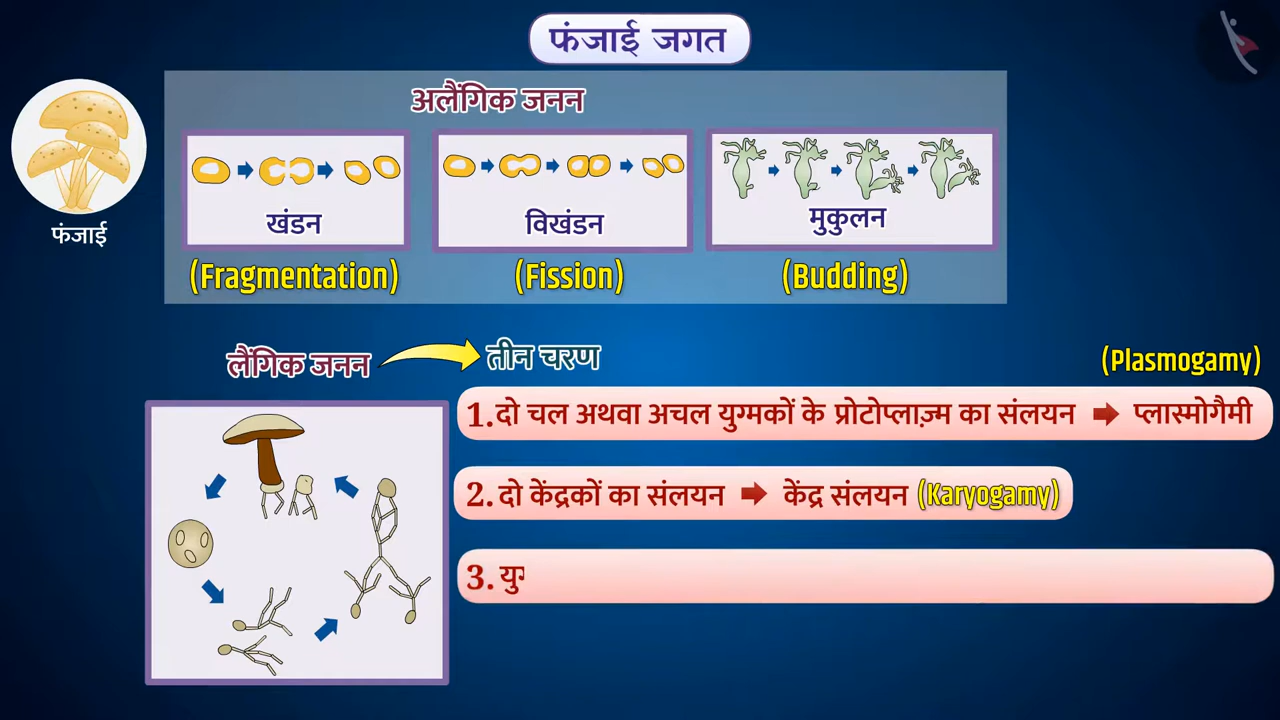 फंजाई जगत
अलैंगिक जनन
खंडन
विखंडन
मुकुलन
फंजाई
(Fragmentation)
(Fission)
(Budding)
लैंगिक जनन
तीन चरण
(Plasmogamy)
1. दो चल अथवा अचल युग्मकों के प्रोटोप्लाज़्म का संलयन ➡ प्लास्मोगैमी
2. दो केंद्रकों का संलयन ➡ केंद्र संलयन (Karyogamy)
3.